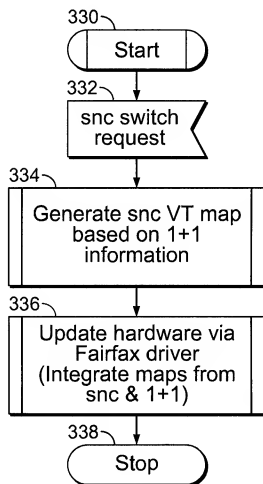 330
Start
332
snc switch
request
334
Generate snc VT map
based on 1+1
information
336
Update hardware via
Fairfax driver
(Integrate maps from
snc & 1+1)
338
Stop